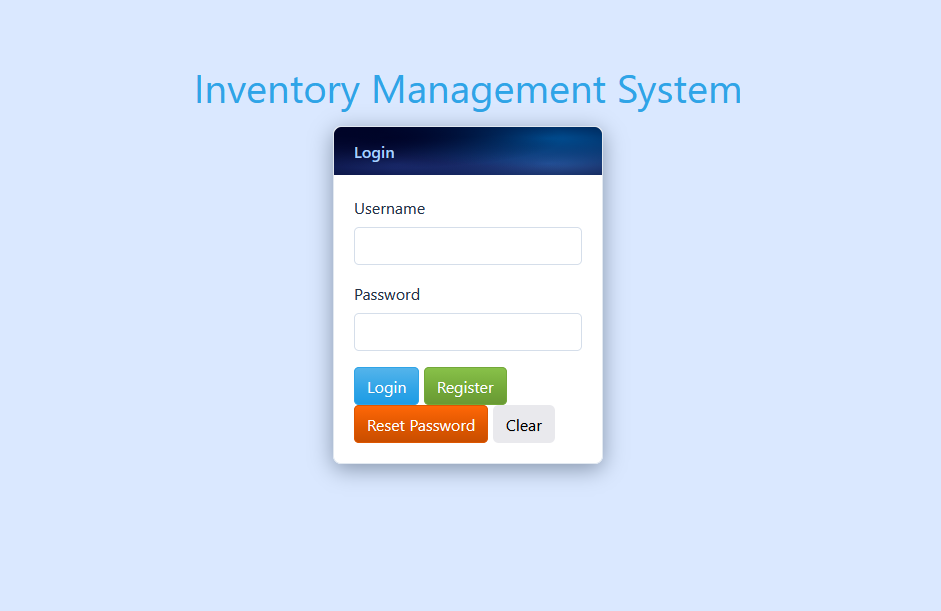 Inventory Management System
Login
Username
Password
Login Register
Reset Password Clear